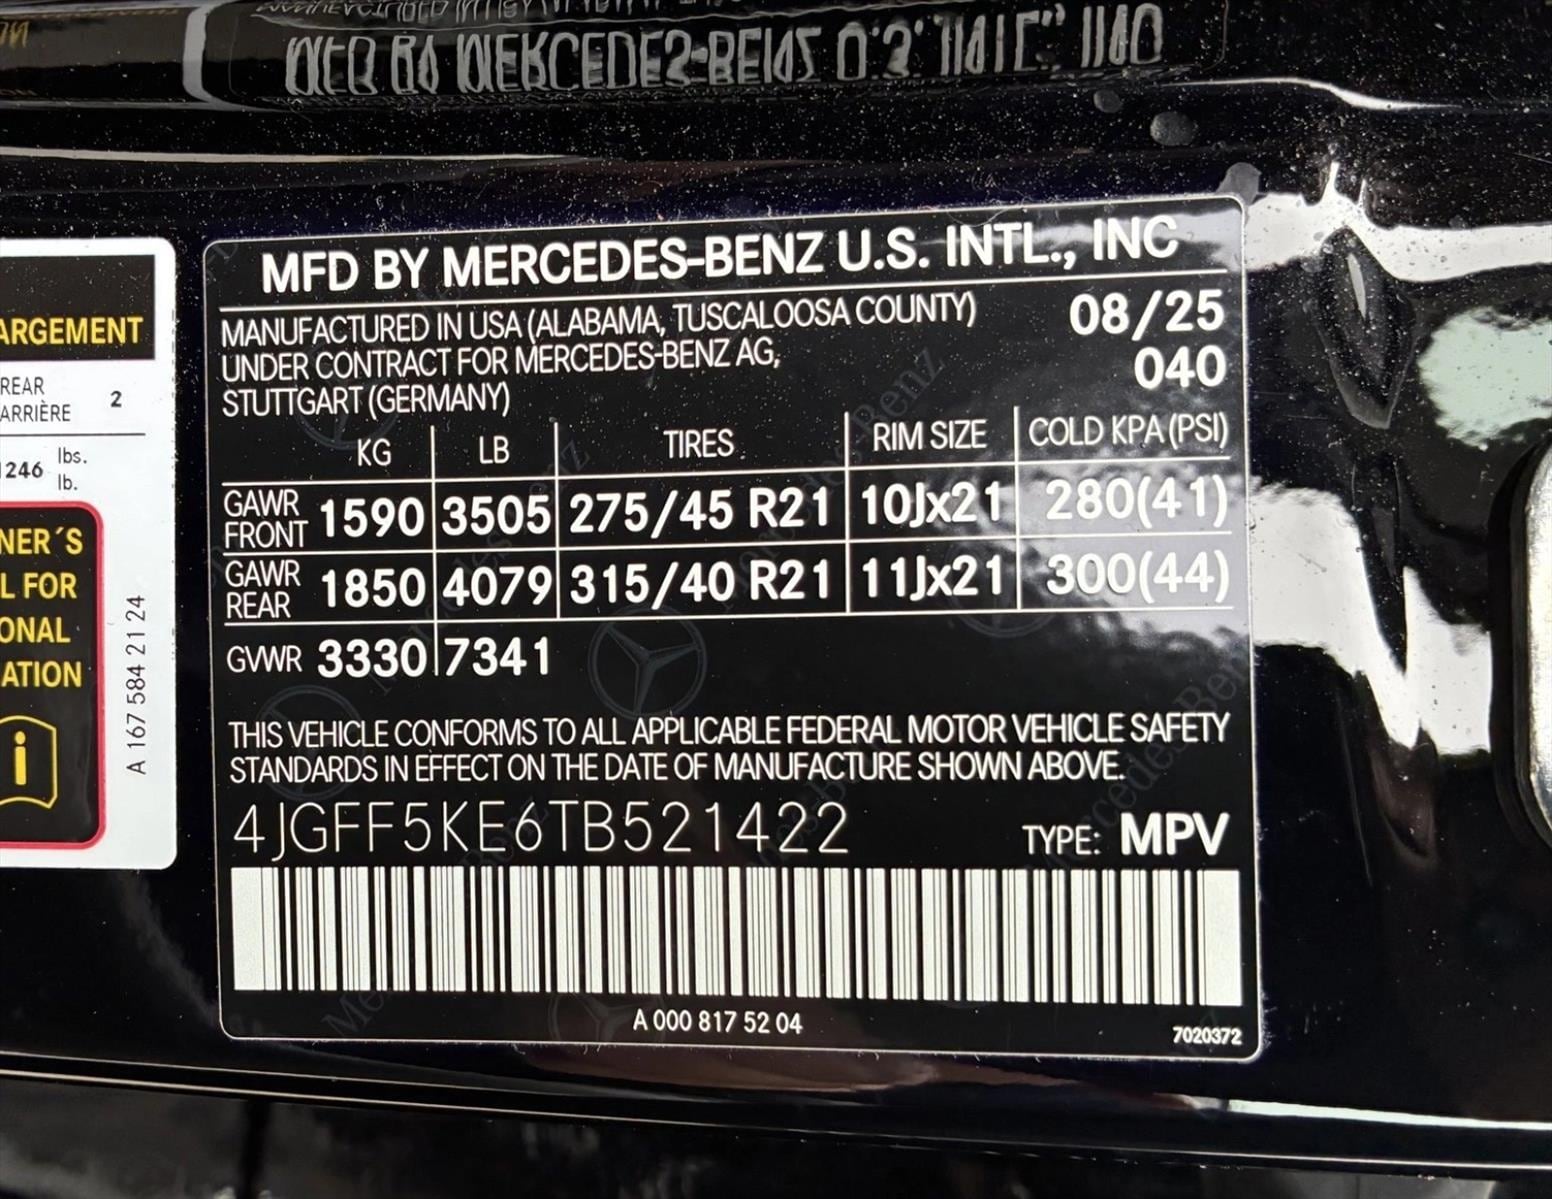 MFD BY MERCEDES-BENZ U.S. INTL., INC
MANUFACTURED IN USA (ALABAMA, TUSCALOOSA COUNTY) 08/25
UNDER CONTRACT FOR MERCEDES-BENZ AG, 040
STUTTGART (GERMANY)
KG LB TIRES RIM SIZE COLD KPA (PSI)
GAWR FRONT 1590 3505 275/45 R21 10Jx21 280(41)
GAWR REAR 1850 4079 315/40 R21 11Jx21 300(44)
GVWR 3330 7341
THIS VEHICLE CONFORMS TO ALL APPLICABLE FEDERAL MOTOR VEHICLE SAFETY
STANDARDS IN EFFECT ON THE DATE OF MANUFACTURE SHOWN ABOVE.
4JGFF5KE6TB521422 TYPE: MPV
A 000 817 52 04
7020372
ARGEMENT
REAR
ARRIÈRE 2
1246 lbs.
lb.
NER´S
L FOR
ONAL
ATION
i
A 167 584 21 24